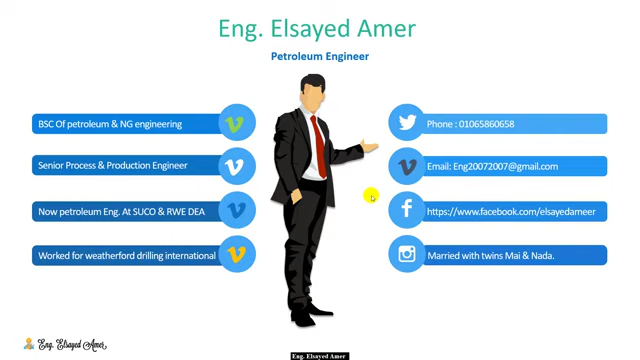 Eng. Elsayed Amer
Petroleum Engineer
BSC Of petroleum & NG engineering
Senior Process & Production Engineer
Now petroleum Eng. At SUCO & RWE DEA
Worked for weatherford drilling international
Phone : 01065860658
Email: Eng20072007@gmail.com
https://www.facebook.com/elsayedameer
Married with twins Mai & Nada.
Eng. Elsayed Amer
Eng. Elsayed Amer